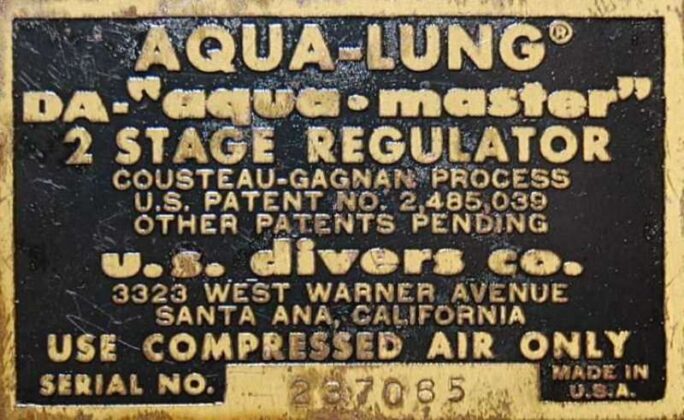 AQUA-LUNG®
DA-"aqua•master"
2 STAGE REGULATOR
COUSTEAU-GAGNAN PROCESS
U.S. PATENT NO. 2,485,039
OTHER PATENTS PENDING
u.s. divers co.
3323 WEST WARNER AVENUE
SANTA ANA, CALIFORNIA
USE COMPRESSED AIR ONLY
SERIAL NO. 237065
MADE IN
U.S.A.